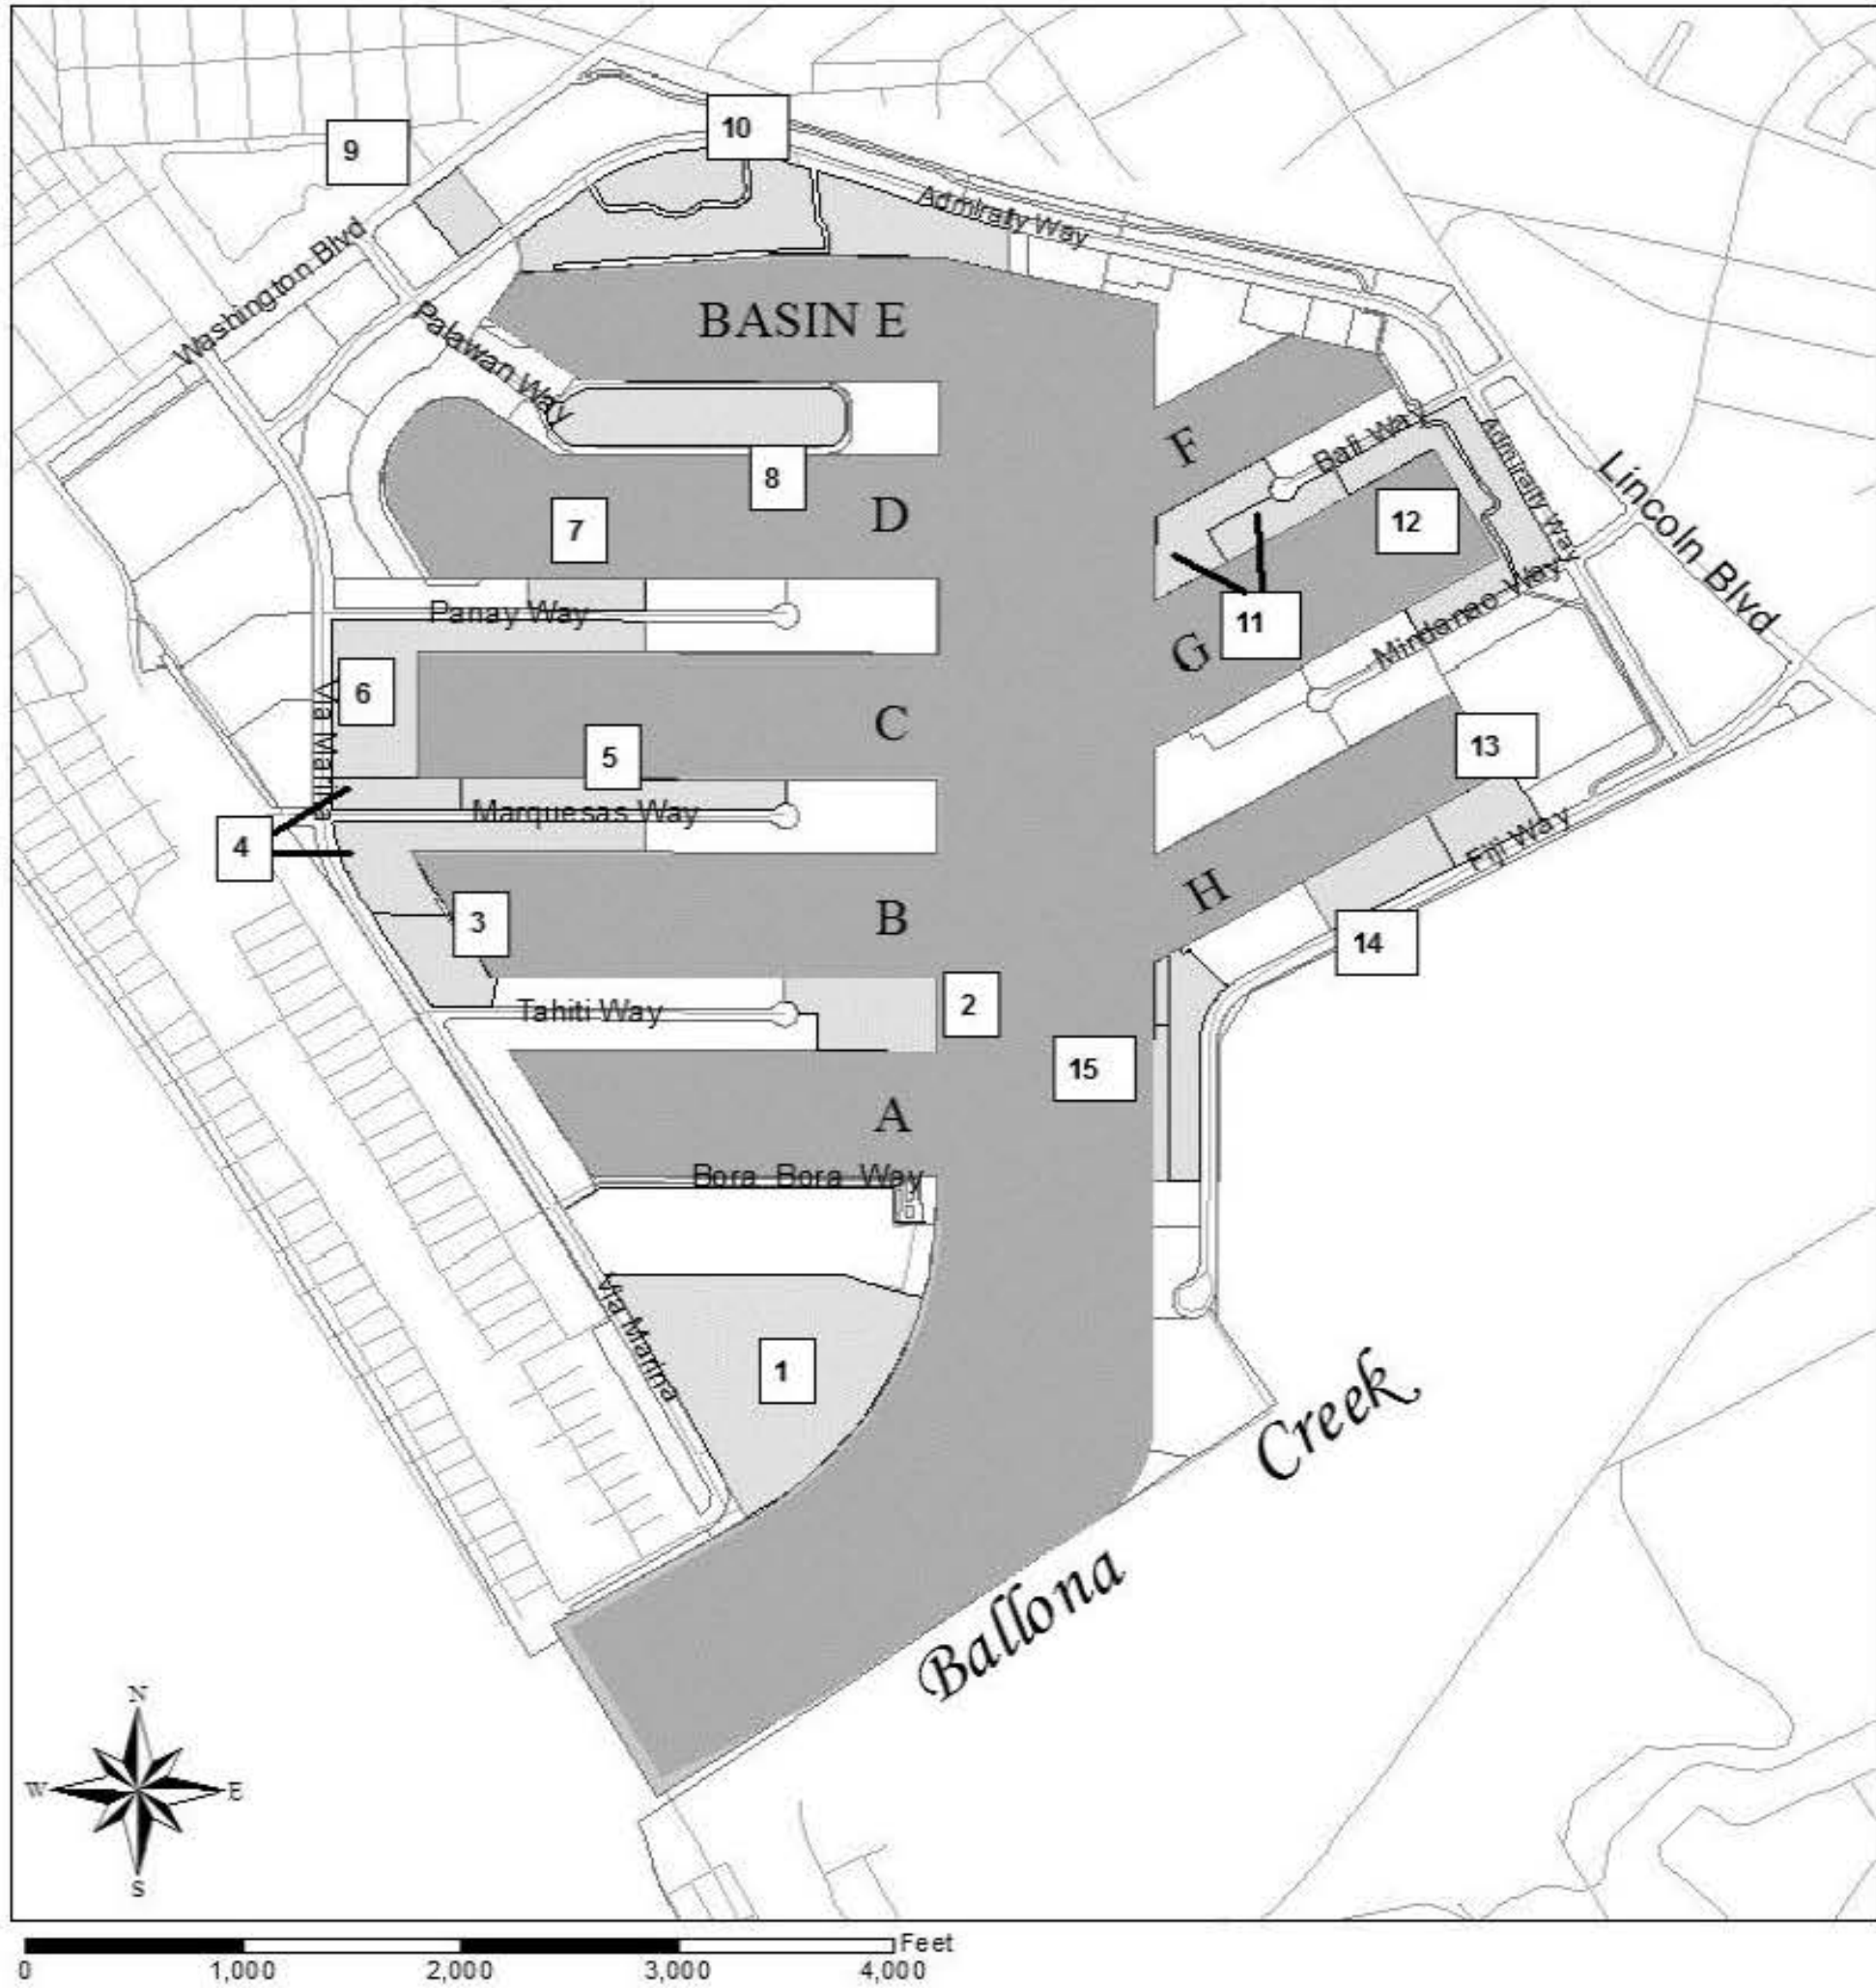 10
9
Admiralty Way
Washington Blvd
BASIN E
Palawan Way
F
Bali Way
Admiralty Way
Lincoln Blvd
8
D
7
12
Panay Way
11
Mindanao Way
G
6
Via Marina
C
5
13
Marquesas Way
4
Fiji Way
H
3
B
14
2
Tahiti Way
15
A
Bora Bora Way
Via Marina
1
Ballona Creek
N
W E
S
Feet
0 1,000 2,000 3,000 4,000